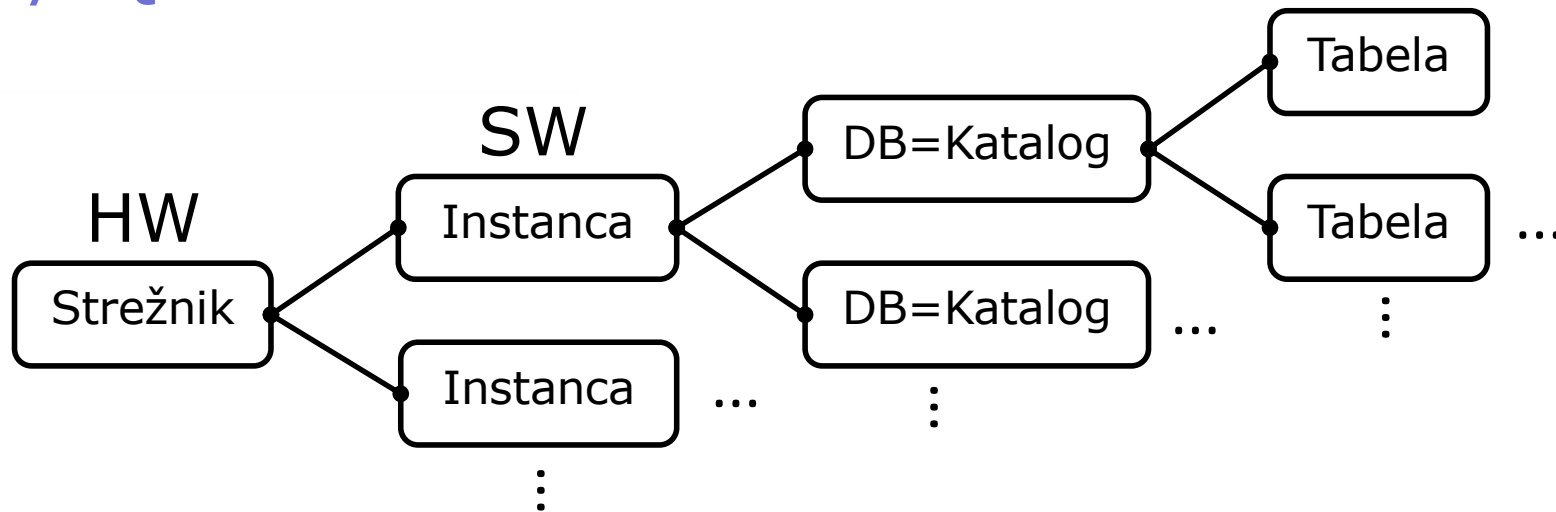 HW
Strežnik
SW
Instanca
Instanca
...
DB=Katalog
DB=Katalog
...
Tabela
Tabela
...